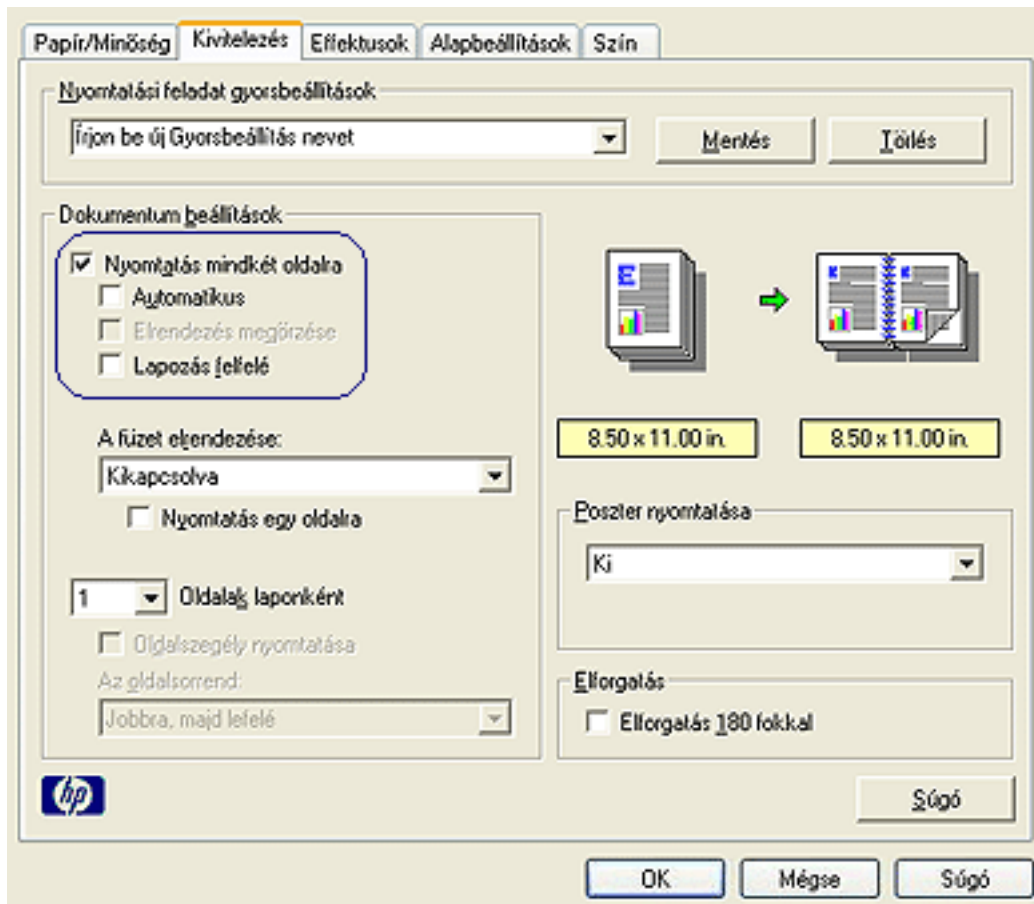 Papír/Minőség Kivitelezés Effektusok Alapbeállítások Szín
Nyomtatási feladat gyorsbeállítások
Írjon be új Gyorsbeállítás nevet Mentés Törlés
Dokumentum beállítások
Nyomtatás mindkét oldalra
Automatikus
Elrendezés megőrzése
Lapozás felfelé
A füzet elrendezése:
Kikapcsolva
Nyomtatás egy oldalra
1 Oldalak laponként
Oldalszegély nyomtatása
Az oldalsorrend:
Jobbra, majd lefelé
E
K K
8.50 x 11.00 in. 8.50 x 11.00 in.
Poszter nyomtatása
Ki
Elforgatás
Elforgatás 180 fokkal
hp
Súgó
OK Mégse Súgó